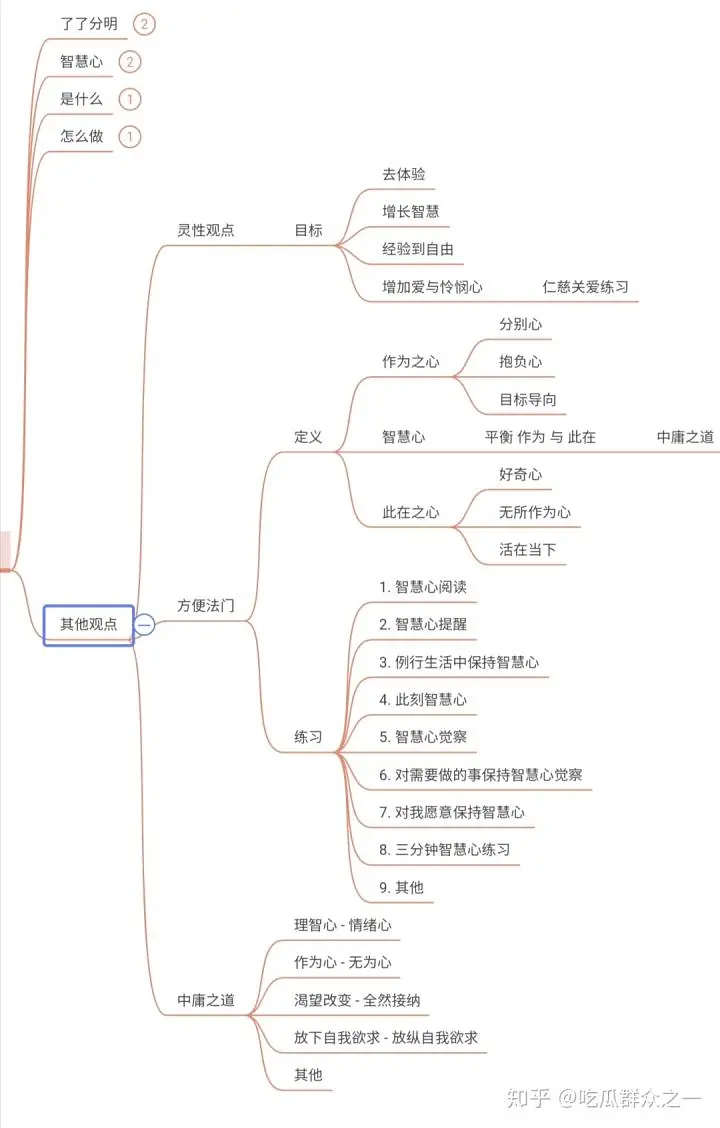 了了分明 2
智慧心 2
是什么 1
怎么做 1
去体验
增长智慧
灵性观点 目标
经验到自由
增加爱与怜悯心 仁慈关爱练习
分别心
作为之心
抱负心
目标导向
定义
智慧心 平衡 作为 与 此在 中庸之道
好奇心
此在之心
无所作为心
活在当下
方便法门
其他观点
1. 智慧心阅读
2. 智慧心提醒
3. 例行生活中保持智慧心
4. 此刻智慧心
练习
5. 智慧心觉察
6. 对需要做的事保持智慧心觉察
7. 对我愿意保持智慧心
8. 三分钟智慧心练习
9. 其他
理智心 - 情绪心
作为心 - 无为心
中庸之道
渴望改变 - 全然接纳
放下自我欲求 - 放纵自我欲求
其他
知乎 @吃瓜群众之一